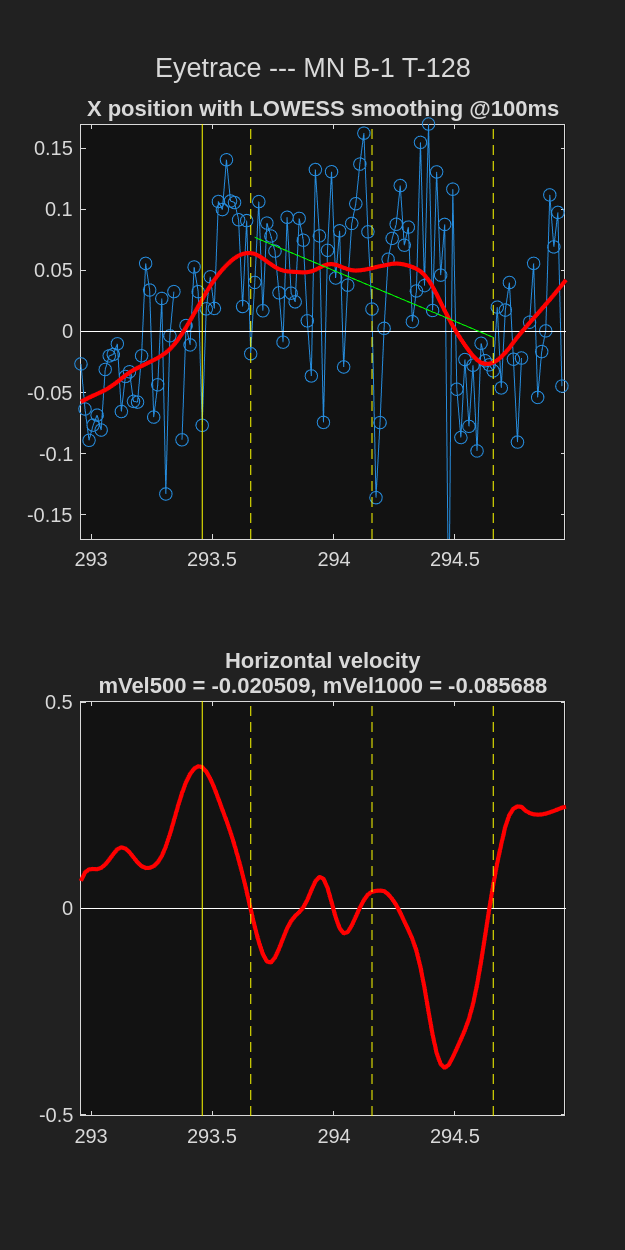 Eyetrace --- MN B-1 T-128
X position with LOWESS smoothing @100ms
0.15
0.1
0.05
0
-0.05
-0.1
-0.15
293 293.5 294 294.5
Horizontal velocity
mVel500 = -0.020509, mVel1000 = -0.085688
0.5
0
-0.5
293 293.5 294 294.5